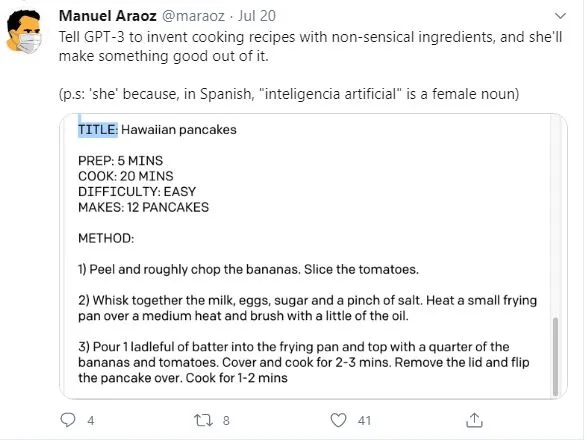 Manuel Araoz @maraoz · Jul 20
Tell GPT-3 to invent cooking recipes with non-sensical ingredients, and she'll
make something good out of it.
(p.s: 'she' because, in Spanish, "inteligencia artificial" is a female noun)
TITLE: Hawaiian pancakes
PREP: 5 MINS
COOK: 20 MINS
DIFFICULTY: EASY
MAKES: 12 PANCAKES
METHOD:
1) Peel and roughly chop the bananas. Slice the tomatoes.
2) Whisk together the milk, eggs, sugar and a pinch of salt. Heat a small frying
pan over a medium heat and brush with a little of the oil.
3) Pour 1 ladleful of batter into the frying pan and top with a quarter of the
bananas and tomatoes. Cover and cook for 2-3 mins. Remove the lid and flip
the pancake over. Cook for 1-2 mins
4 8 41